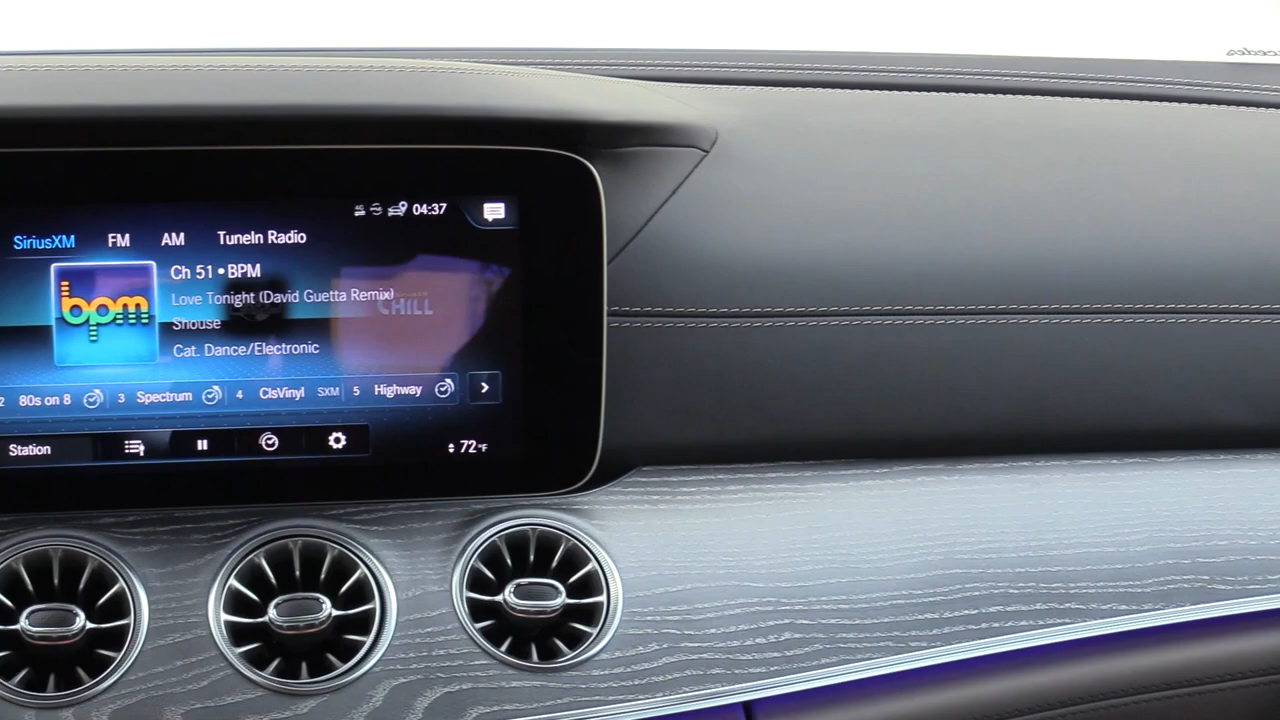 04:37
SiriusXM FM AM TuneIn Radio
bpm
Ch 51 • BPM
Love Tonight (David Guetta Remix)
CHILL
Shouse
Cat. Dance/Electronic
2 80s on 8 3 Spectrum 4 ClsVinyl SXM 5 Highway
Station
72°F